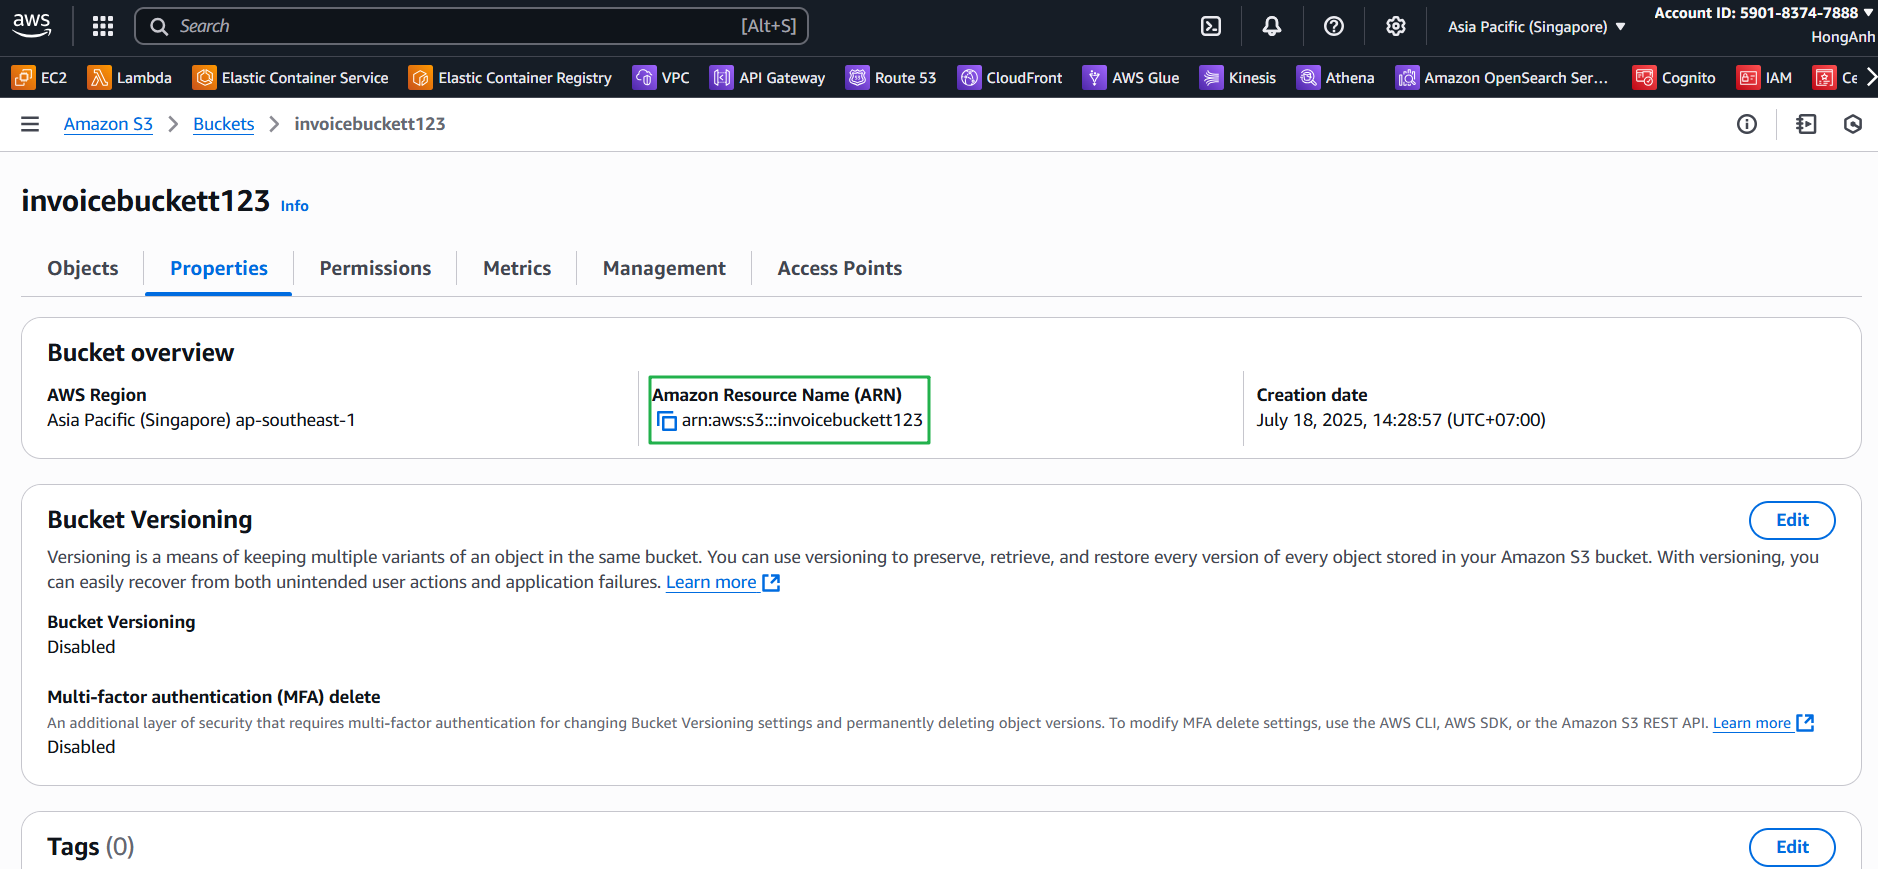 aws
Search
[Alt+S]
Asia Pacific (Singapore)
Account ID: 5901-8374-7888
HongAnh
EC2
Lambda
Elastic Container Service
Elastic Container Registry
VPC
API Gateway
Route 53
CloudFront
AWS Glue
Kinesis
Athena
Amazon OpenSearch Ser...
Cognito
IAM
Ce
Amazon S3
Buckets
invoicebuckett123
invoicebuckett123 Info
Objects
Properties
Permissions
Metrics
Management
Access Points
Bucket overview
AWS Region
Asia Pacific (Singapore) ap-southeast-1
Amazon Resource Name (ARN)
arn:aws:s3:::invoicebuckett123
Creation date
July 18, 2025, 14:28:57 (UTC+07:00)
Bucket Versioning
Edit
Versioning is a means of keeping multiple variants of an object in the same bucket. You can use versioning to preserve, retrieve, and restore every version of every object stored in your Amazon S3 bucket. With versioning, you
can easily recover from both unintended user actions and application failures. Learn more
Bucket Versioning
Disabled
Multi-factor authentication (MFA) delete
An additional layer of security that requires multi-factor authentication for changing Bucket Versioning settings and permanently deleting object versions. To modify MFA delete settings, use the AWS CLI, AWS SDK, or the Amazon S3 REST API. Learn more
Disabled
Tags (0)
Edit